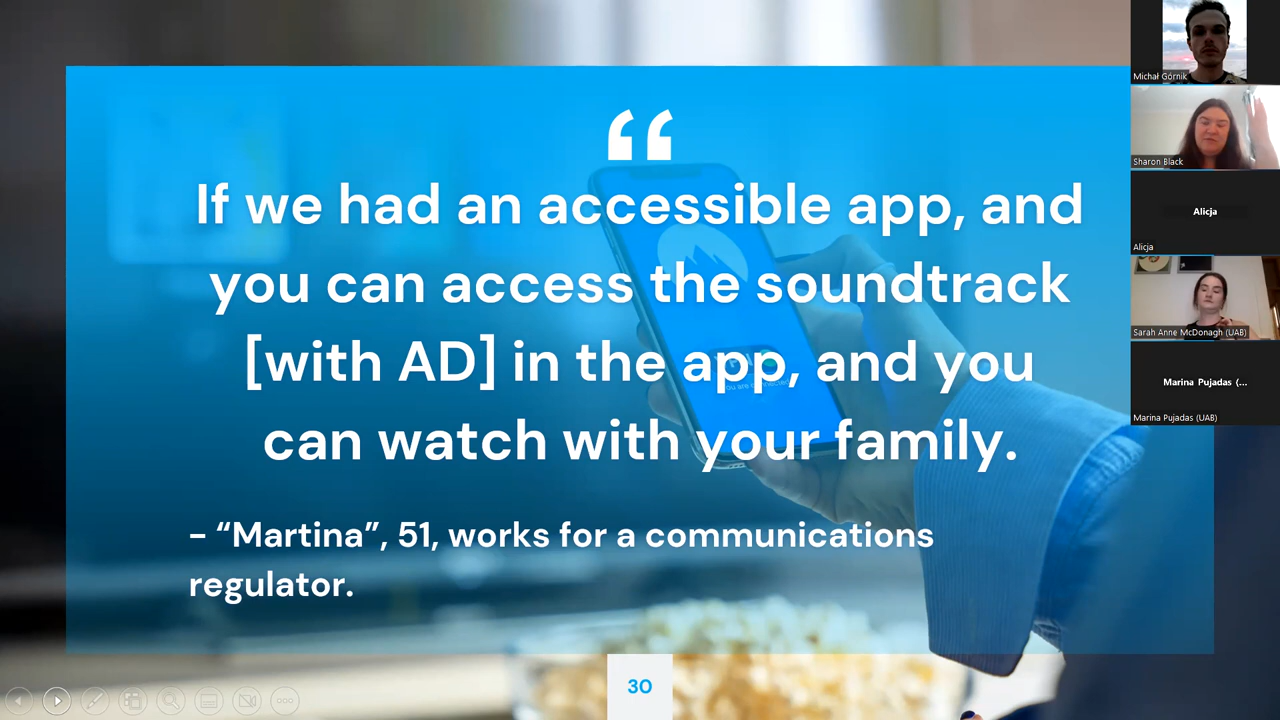 “
If we had an accessible app, and
you can access the soundtrack
[with AD] in the app, and you
can watch with your family.
– “Martina”, 51, works for a communications
regulator.
30
Michał Górnik
Sharon Black
Alicja
Alicja
Sarah Anne McDonagh (UAB)
Marina Pujadas (...
Marina Pujadas (UAB)